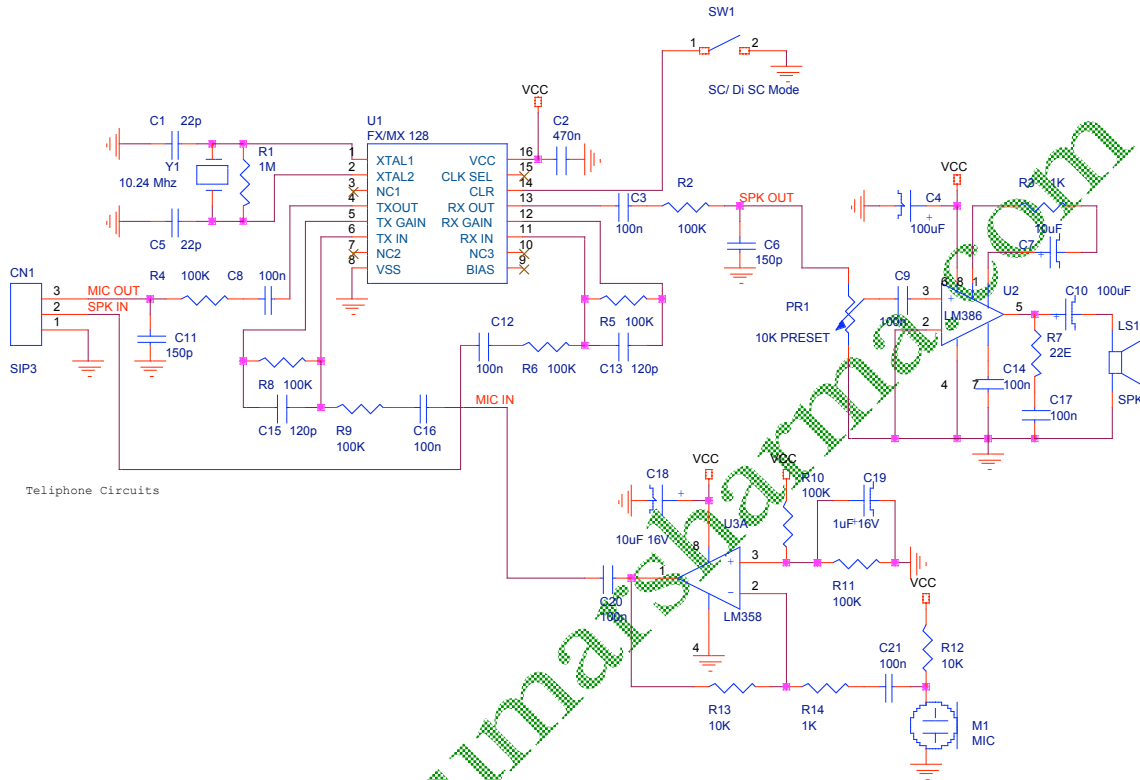 SW1
1 2
SC/ Di SC Mode
VCC
C1 22p
U1
FX/MX 128
C2
470n
Y1
R1
1M
10.24 Mhz
C5 22p
1 XTAL1
2 XTAL2
3 NC1
4 TXOUT
5 TX GAIN
6 TX IN
7 NC2
8 VSS
VCC 16
CLK SEL 15
CLR 14
RX OUT 13
RX GAIN 12
RX IN 11
NC3 10
BIAS 9
C3
100n
R2
100K
SPK OUT
C6
150p
VCC
C4
100uF
+
R3 1K
10uF
C7
+
CN1
3
2
1
SIP3
MIC OUT
SPK IN
R4 100K
C8 100n
C11
150p
R5
100K
C12
100n
R6 100K
C13 120p
R8 100K
C15 120p
R9
100K
C16
100n
MIC IN
PR1
10K PRESET
C9
100n
6 8 1
3
2
U2
LM386
5
4
7
C10 100uF
+
R7
22E
C14
100n
C17
100n
LS1
SPK
Teliphone Circuits
VCC
C18
+
10uF 16V
VCC
R10
100K
C19
1uF+16V
U3A
8
1
3
+
2
−
LM358
4
R11
100K
C20
100n
VCC
R12
10K
C21
100n
R13
10K
R14
1K
M1
MIC
umarsharma.com